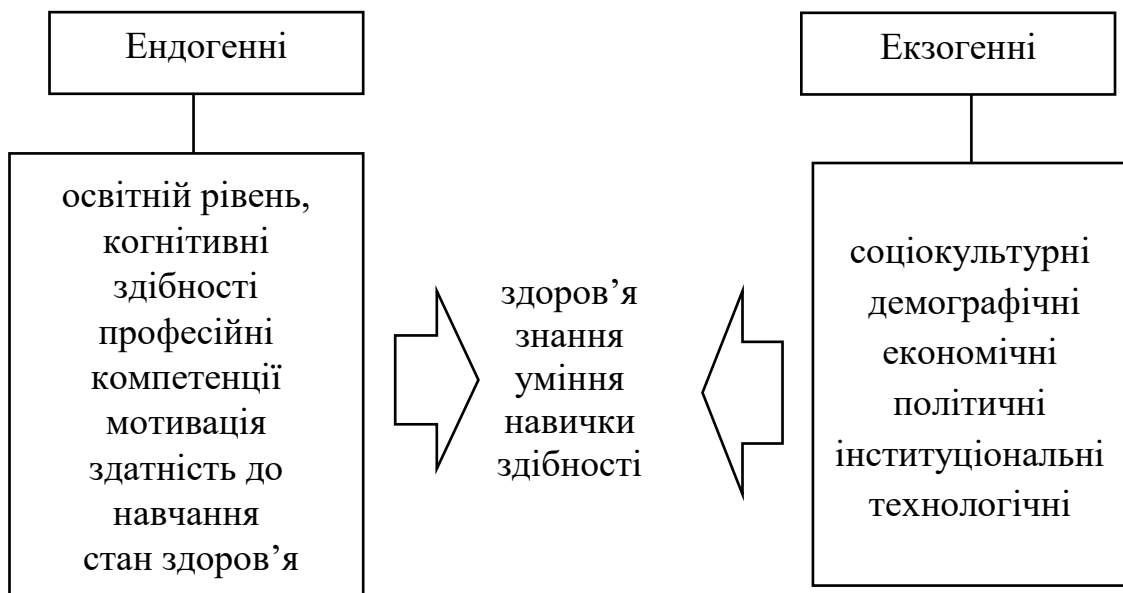 Ендогенні
Екзогенні
освітній рівень,
когнітивні
здібності
професійні
компетенції
мотивація
здатність до
навчання
стан здоров’я
здоров’я
знання
уміння
навички
здібності
соціокультурні
демографічні
економічні
політичні
інституціональні
технологічні